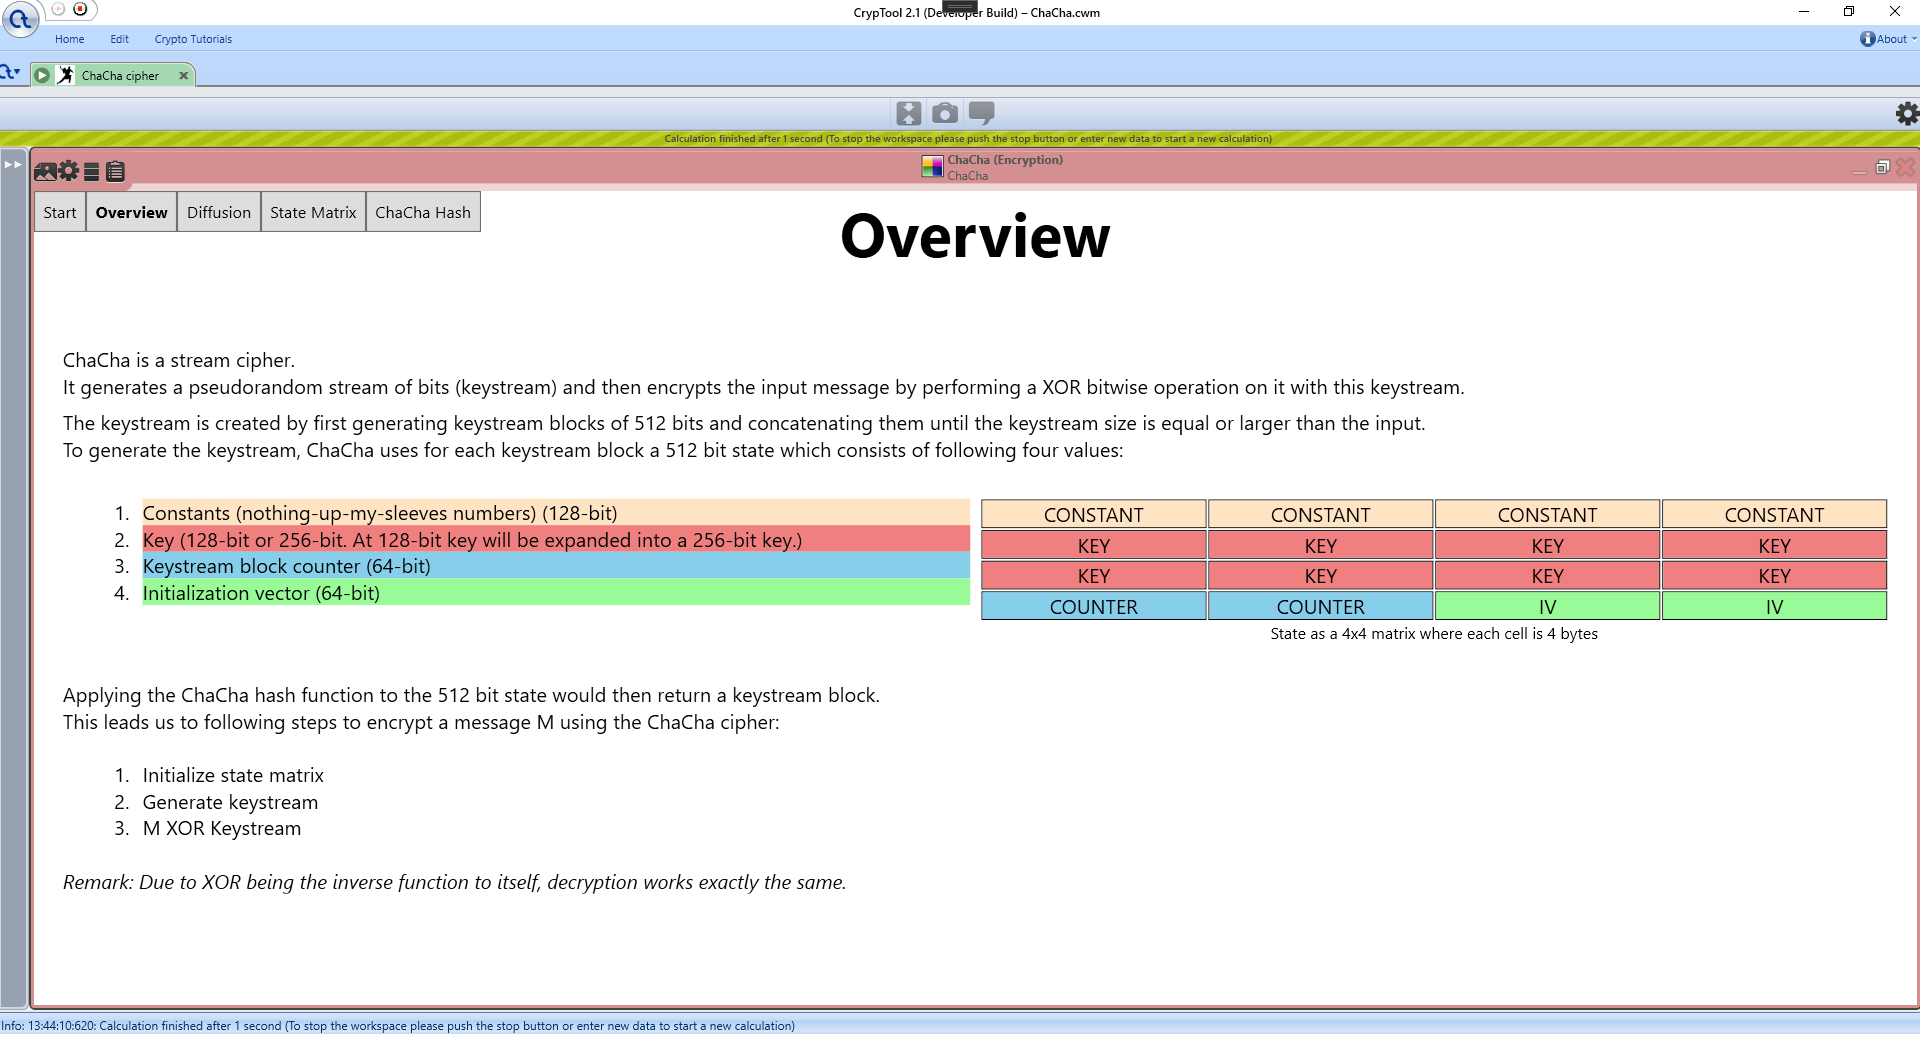 CrypTool 2.1 (Developer Build) – ChaCha.cwm
Home Edit Crypto Tutorials About
ChaCha cipher
Calculation finished after 1 second (To stop the workspace please push the stop button or enter new data to start a new calculation)
ChaCha (Encryption)
ChaCha
Start Overview Diffusion State Matrix ChaCha Hash
Overview
ChaCha is a stream cipher.
It generates a pseudorandom stream of bits (keystream) and then encrypts the input message by performing a XOR bitwise operation on it with this keystream.
The keystream is created by first generating keystream blocks of 512 bits and concatenating them until the keystream size is equal or larger than the input.
To generate the keystream, ChaCha uses for each keystream block a 512 bit state which consists of following four values:
1. Constants (nothing-up-my-sleeves numbers) (128-bit)
2. Key (128-bit or 256-bit. At 128-bit key will be expanded into a 256-bit key.)
3. Keystream block counter (64-bit)
4. Initialization vector (64-bit)
CONSTANT CONSTANT CONSTANT CONSTANT
KEY KEY KEY KEY
KEY KEY KEY KEY
COUNTER COUNTER IV IV
State as a 4x4 matrix where each cell is 4 bytes
Applying the ChaCha hash function to the 512 bit state would then return a keystream block.
This leads us to following steps to encrypt a message M using the ChaCha cipher:
1. Initialize state matrix
2. Generate keystream
3. M XOR Keystream
Remark: Due to XOR being the inverse function to itself, decryption works exactly the same.
Info: 13:44:10:620: Calculation finished after 1 second (To stop the workspace please push the stop button or enter new data to start a new calculation)